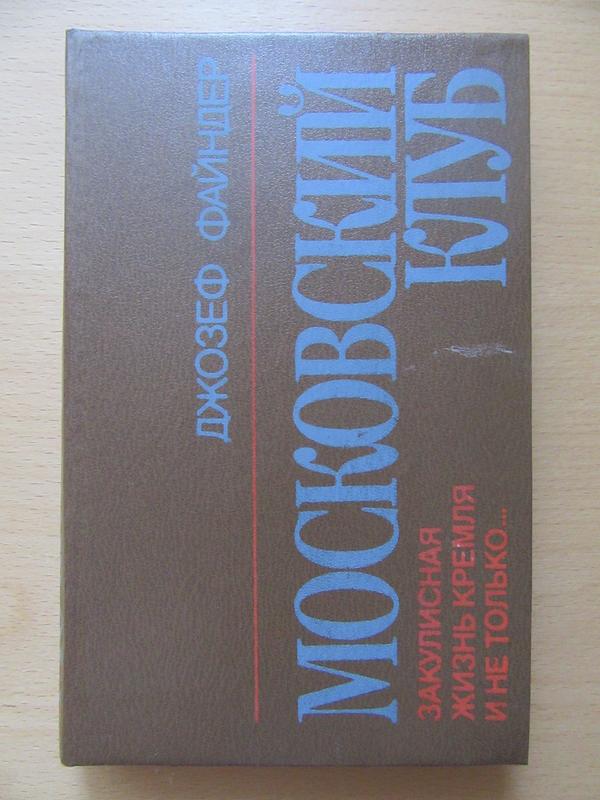 ДЖОЗЕФ ФАЙНДЕР
МОСКОВСКИЙ
КЛУБ
ЗАКУЛИСНАЯ
ЖИЗНЬ КРЕМЛЯ
И НЕ ТОЛЬКО....